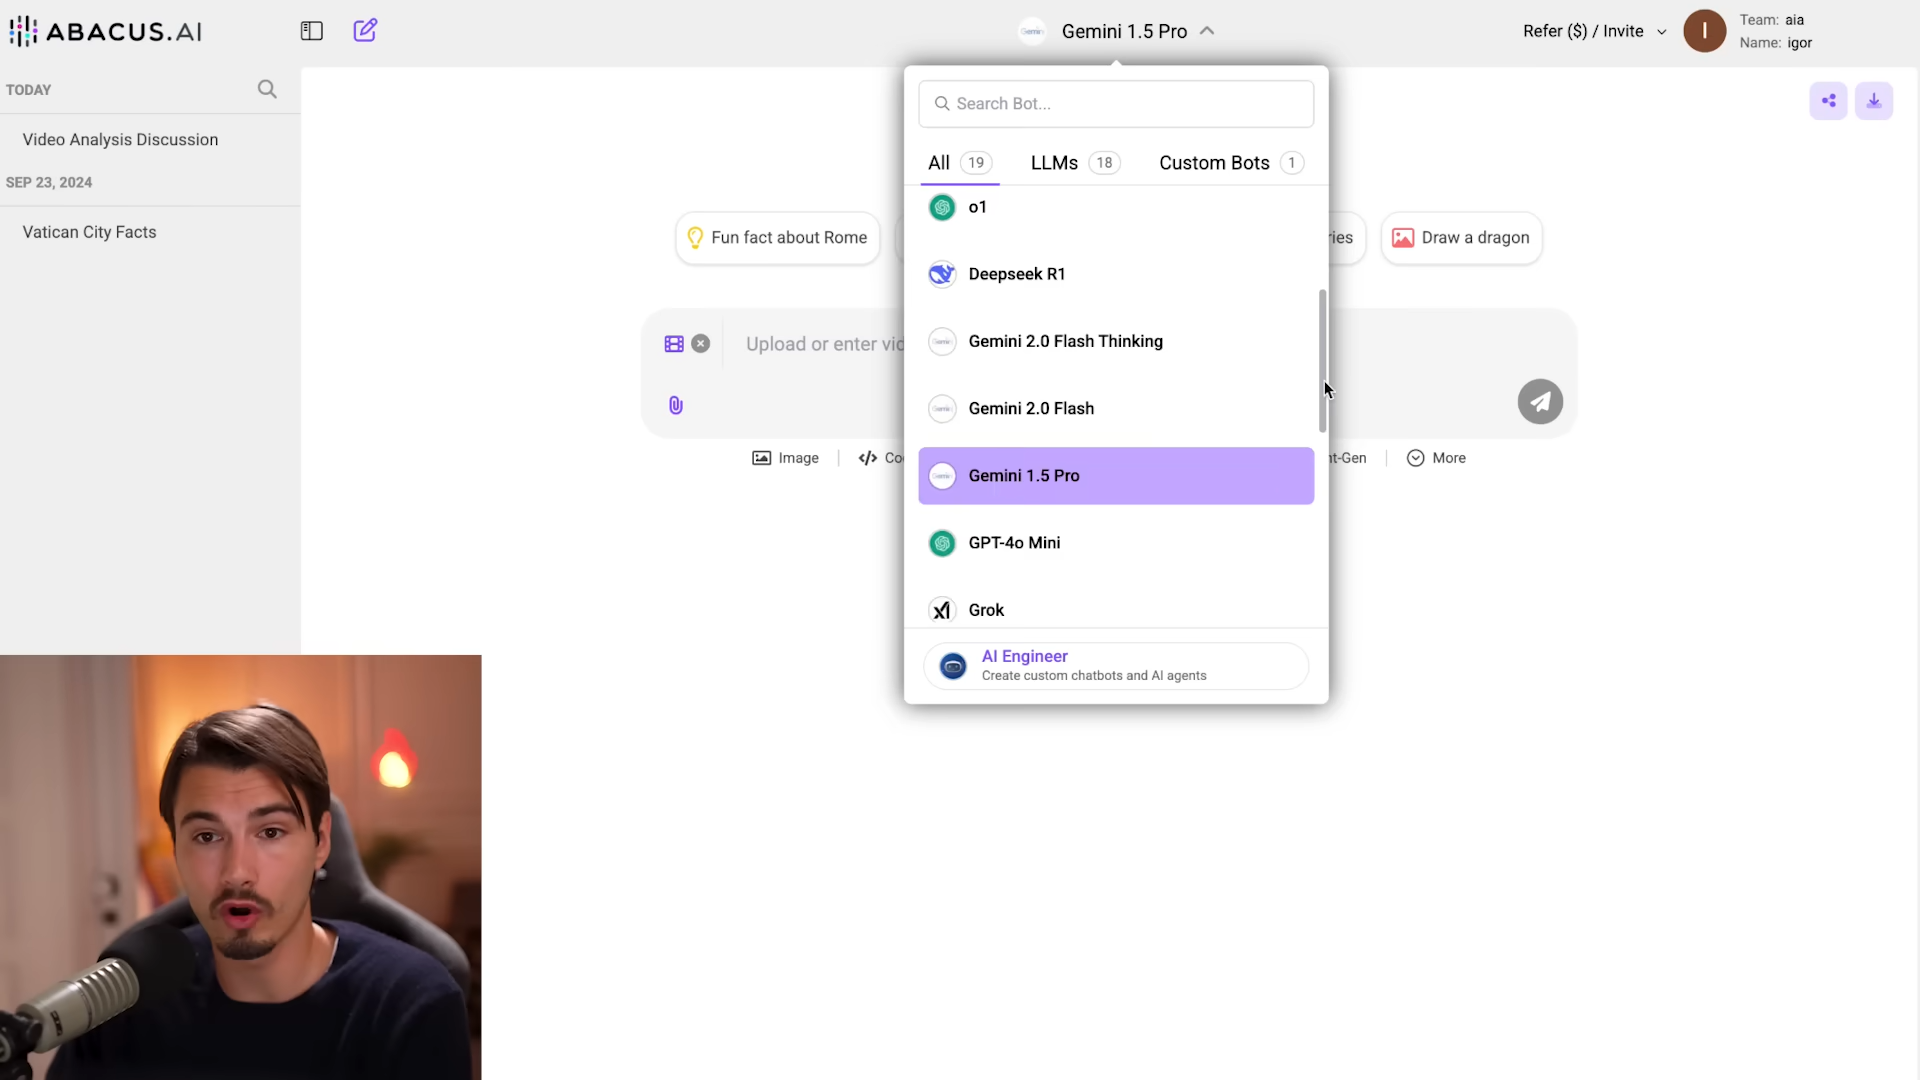 ABACUS.AI
Gemini 1.5 Pro
Refer ($) / Invite
I
Team: aia
Name: igor
TODAY
Video Analysis Discussion
SEP 23, 2024
Vatican City Facts
Search Bot...
All 19
LLMs 18
Custom Bots 1
o1
Deepseek R1
Gemini 2.0 Flash Thinking
Gemini 2.0 Flash
Gemini 1.5 Pro
GPT-4o Mini
Grok
AI Engineer
Create custom chatbots and AI agents
Fun fact about Rome
ries
Draw a dragon
Upload or enter vid
Image
</> Co
t-Gen
More